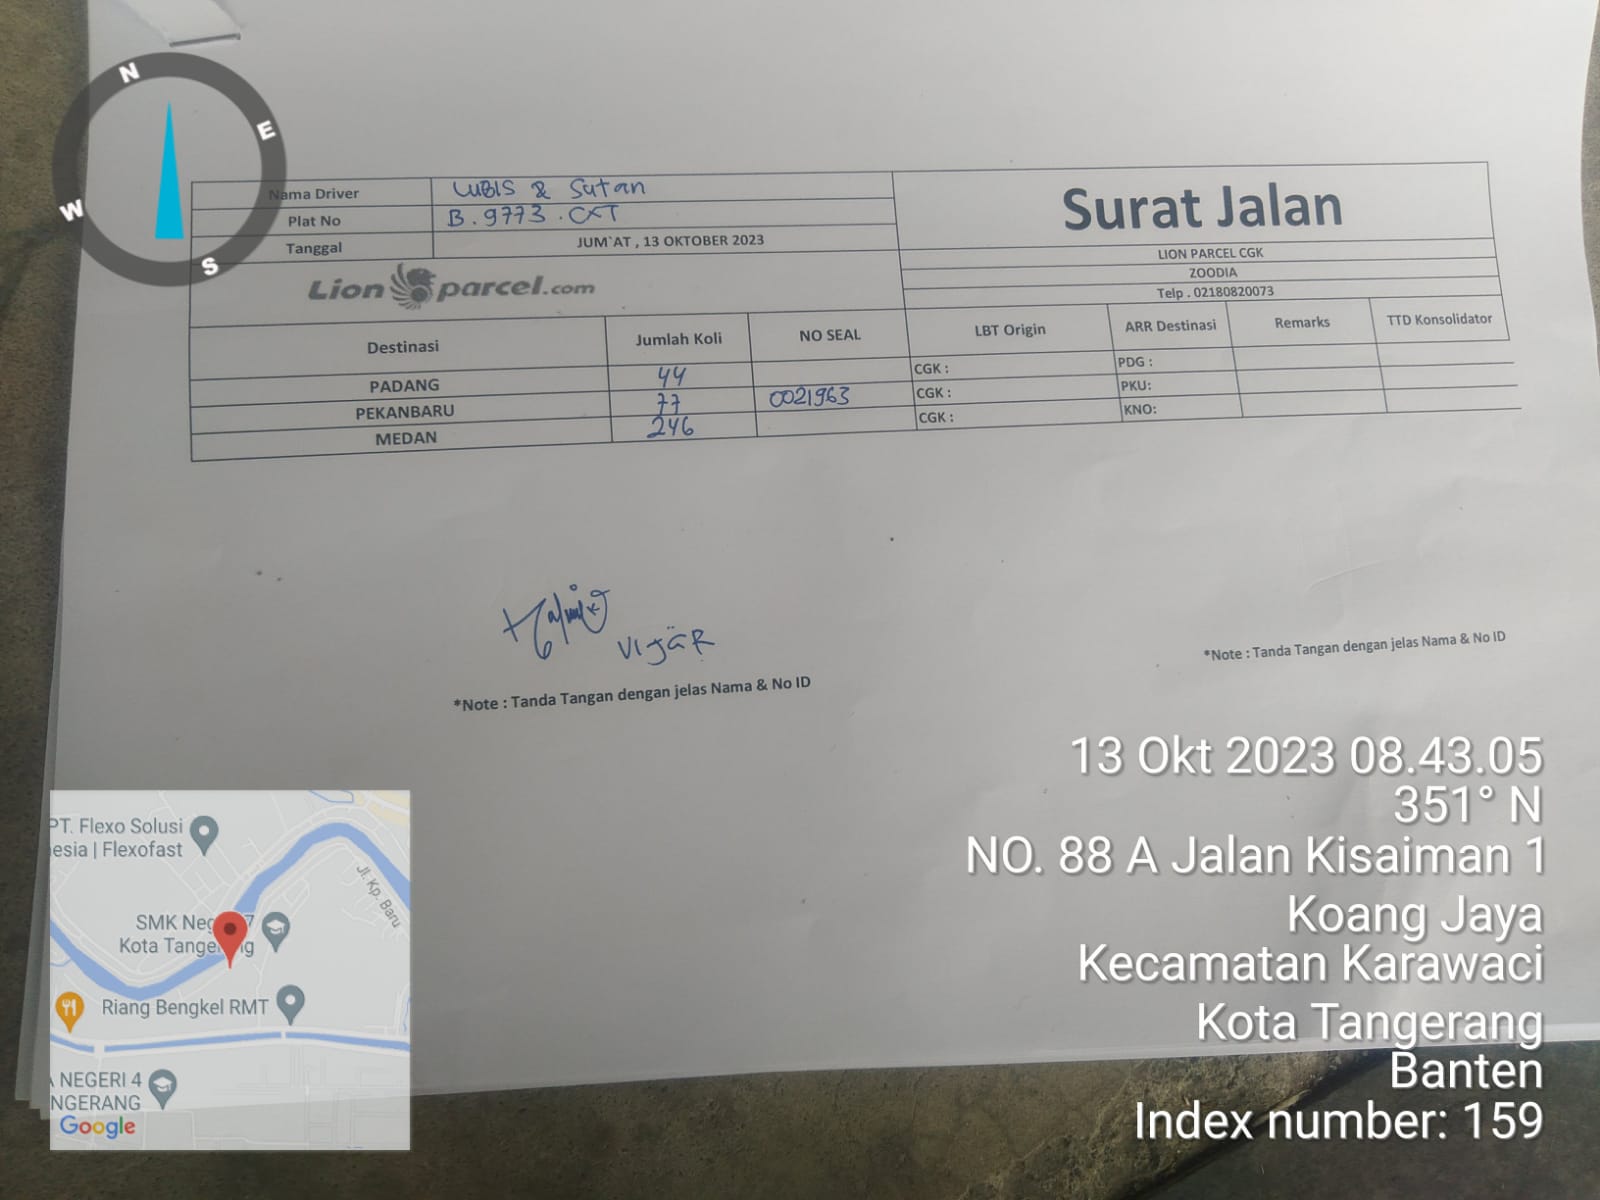 N
E
W
S
Nama Driver LUBIS & Sutan
Plat No B.9773.CXT
Tanggal JUM`AT , 13 OKTOBER 2023
Surat Jalan
LION PARCEL CGK
ZOODIA
Telp . 02180820073
Lion parcel.com
Destinasi Jumlah Koli NO SEAL LBT Origin ARR Destinasi Remarks TTD Konsolidator
PADANG 44 CGK : PDG :
PEKANBARU 77 0021963 CGK : PKU:
MEDAN 246 CGK : KNO:
VIJäR
*Note : Tanda Tangan dengan jelas Nama & No ID
*Note : Tanda Tangan dengan jelas Nama & No ID
13 Okt 2023 08.43.05
351° N
NO. 88 A Jalan Kisaiman 1
Koang Jaya
Kecamatan Karawaci
Kota Tangerang
Banten
Index number: 159
PT. Flexo Solusi
esia | Flexofast
Jl. Kp. Baru
SMK Neg 7
Kota Tange ng
Riang Bengkel RMT
NEGERI 4
NGERANG
Google